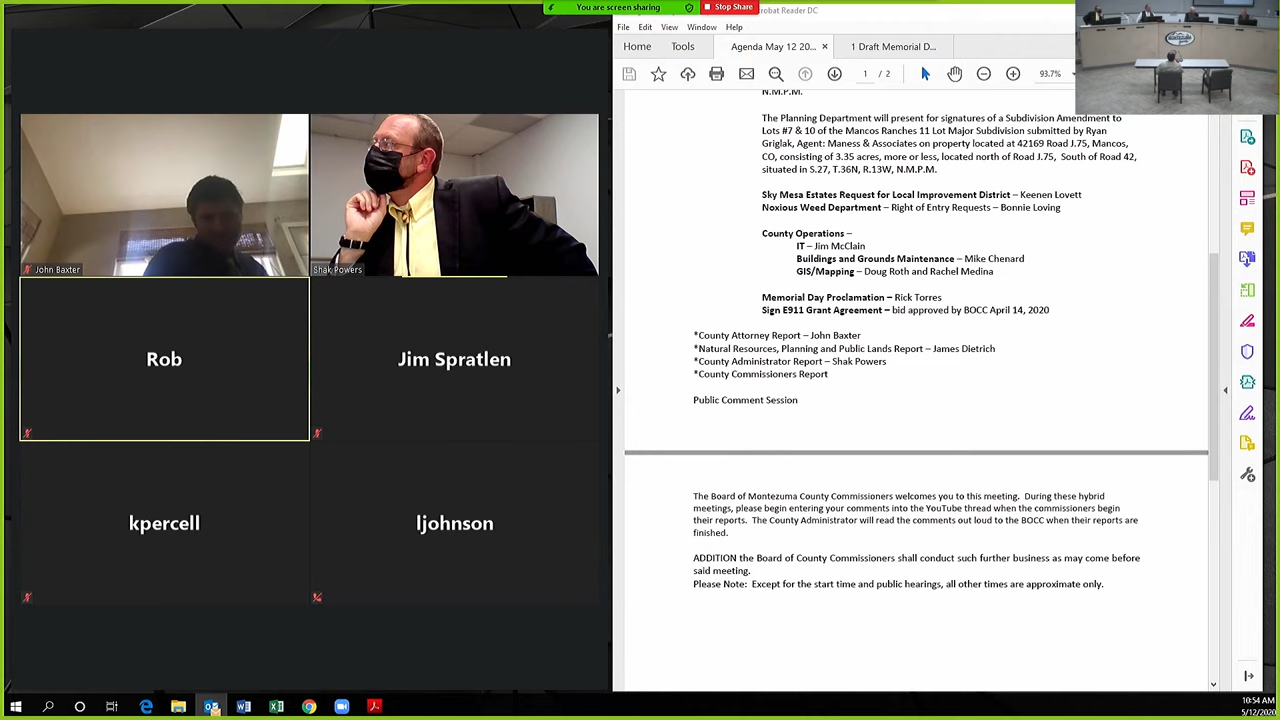 You are screen sharing
Stop Share
robat Reader DC
File Edit View Window Help
Home Tools Agenda May 12 20... × 1 Draft Memorial D...
1 / 2 93.7%
MONTEZUMA
N.M.P.M.
The Planning Department will present for signatures of a Subdivision Amendment to
Lots #7 & 10 of the Mancos Ranches 11 Lot Major Subdivision submitted by Ryan
Griglak, Agent: Maness & Associates on property located at 42169 Road J.75, Mancos,
CO, consisting of 3.35 acres, more or less, located north of Road J.75, South of Road 42,
situated in S.27, T.36N, R.13W, N.M.P.M.
Sky Mesa Estates Request for Local Improvement District – Keenen Lovett
Noxious Weed Department – Right of Entry Requests – Bonnie Loving
County Operations –
IT – Jim McClain
Buildings and Grounds Maintenance – Mike Chenard
GIS/Mapping – Doug Roth and Rachel Medina
Memorial Day Proclamation – Rick Torres
Sign E911 Grant Agreement – bid approved by BOCC April 14, 2020
*County Attorney Report – John Baxter
*Natural Resources, Planning and Public Lands Report – James Dietrich
*County Administrator Report – Shak Powers
*County Commissioners Report
Public Comment Session
The Board of Montezuma County Commissioners welcomes you to this meeting. During these hybrid
meetings, please begin entering your comments into the YouTube thread when the commissioners begin
their reports. The County Administrator will read the comments out loud to the BOCC when their reports are
finished.
ADDITION the Board of County Commissioners shall conduct such further business as may come before
said meeting.
Please Note: Except for the start time and public hearings, all other times are approximate only.
John Baxter
Shak Powers
Rob
Jim Spratlen
kpercell
ljohnson
10:54 AM
5/12/2020